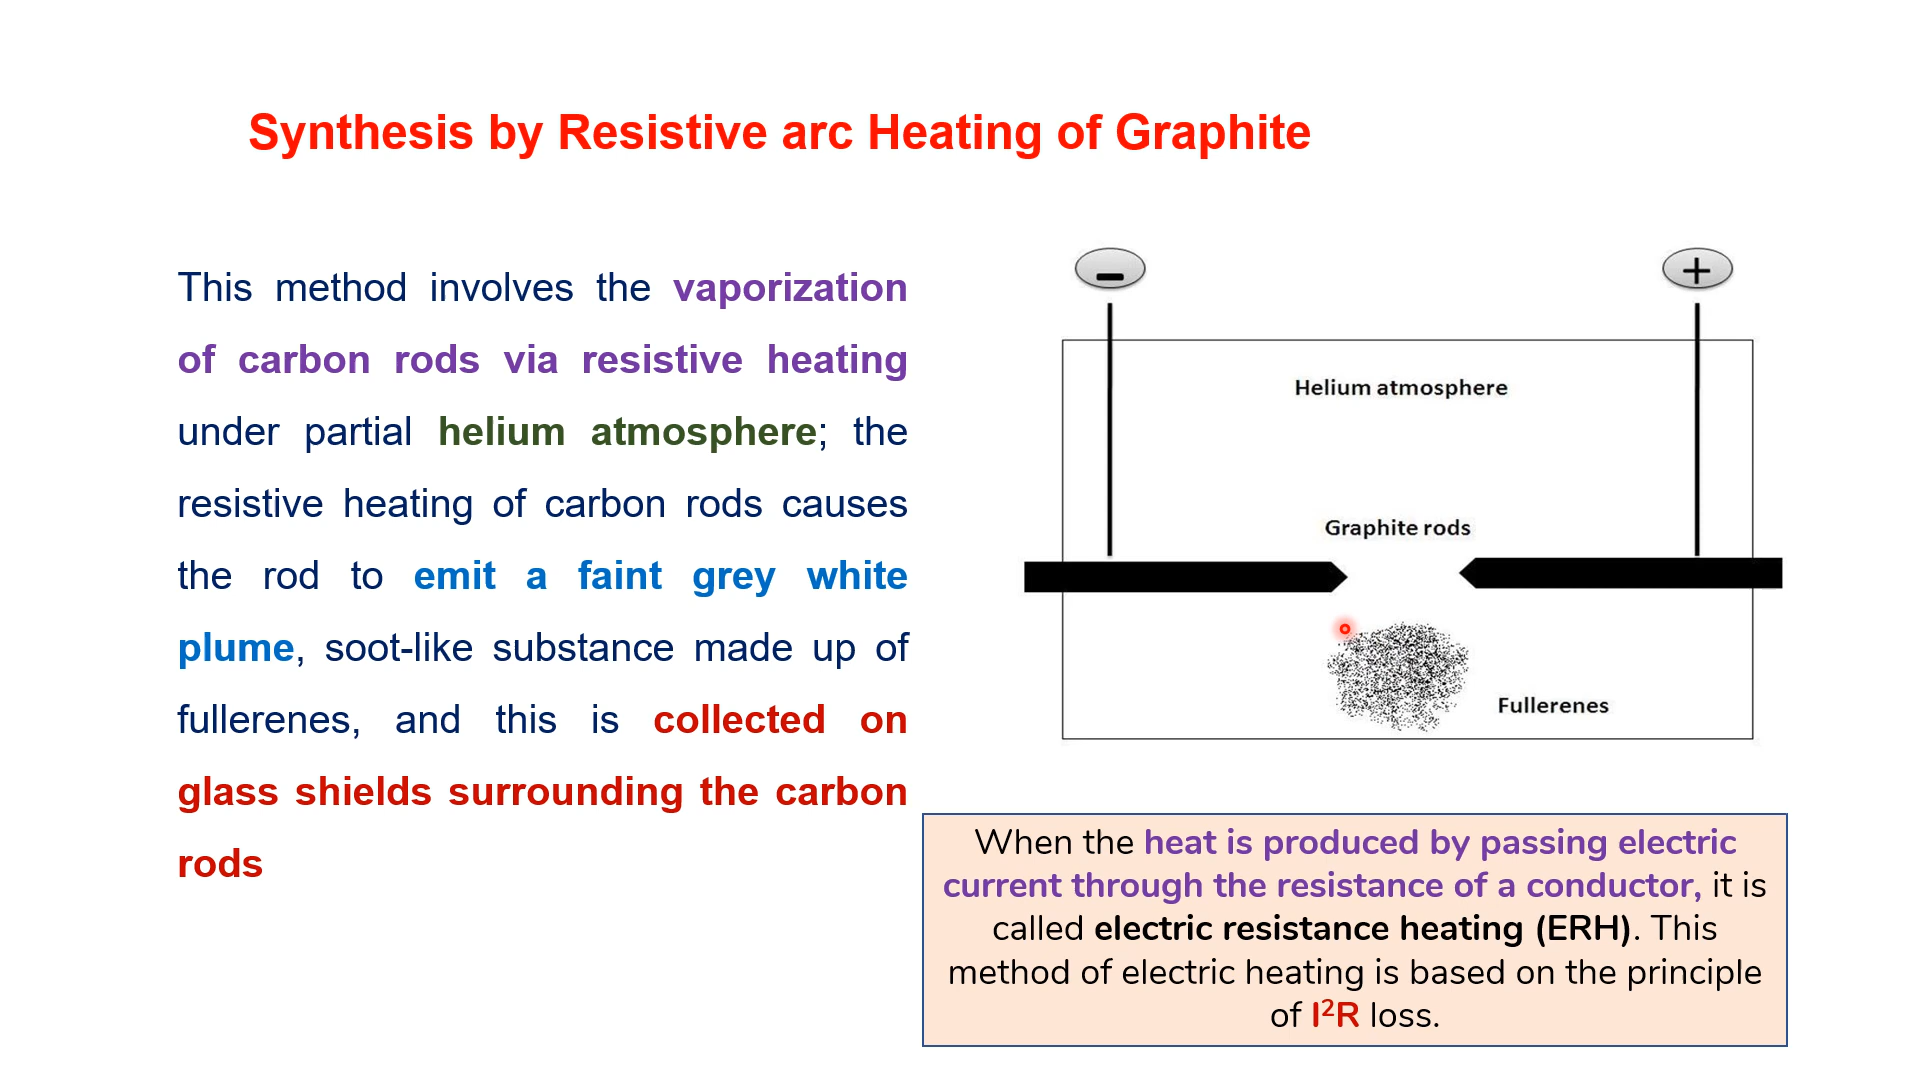 Synthesis by Resistive arc Heating of Graphite
This method involves the vaporization
of carbon rods via resistive heating
under partial helium atmosphere; the
resistive heating of carbon rods causes
the rod to emit a faint grey white
plume, soot-like substance made up of
fullerenes, and this is collected on
glass shields surrounding the carbon
rods
- +
Helium atmosphere
Graphite rods
Fullerenes
When the heat is produced by passing electric
current through the resistance of a conductor, it is
called electric resistance heating (ERH). This
method of electric heating is based on the principle
of I²R loss.